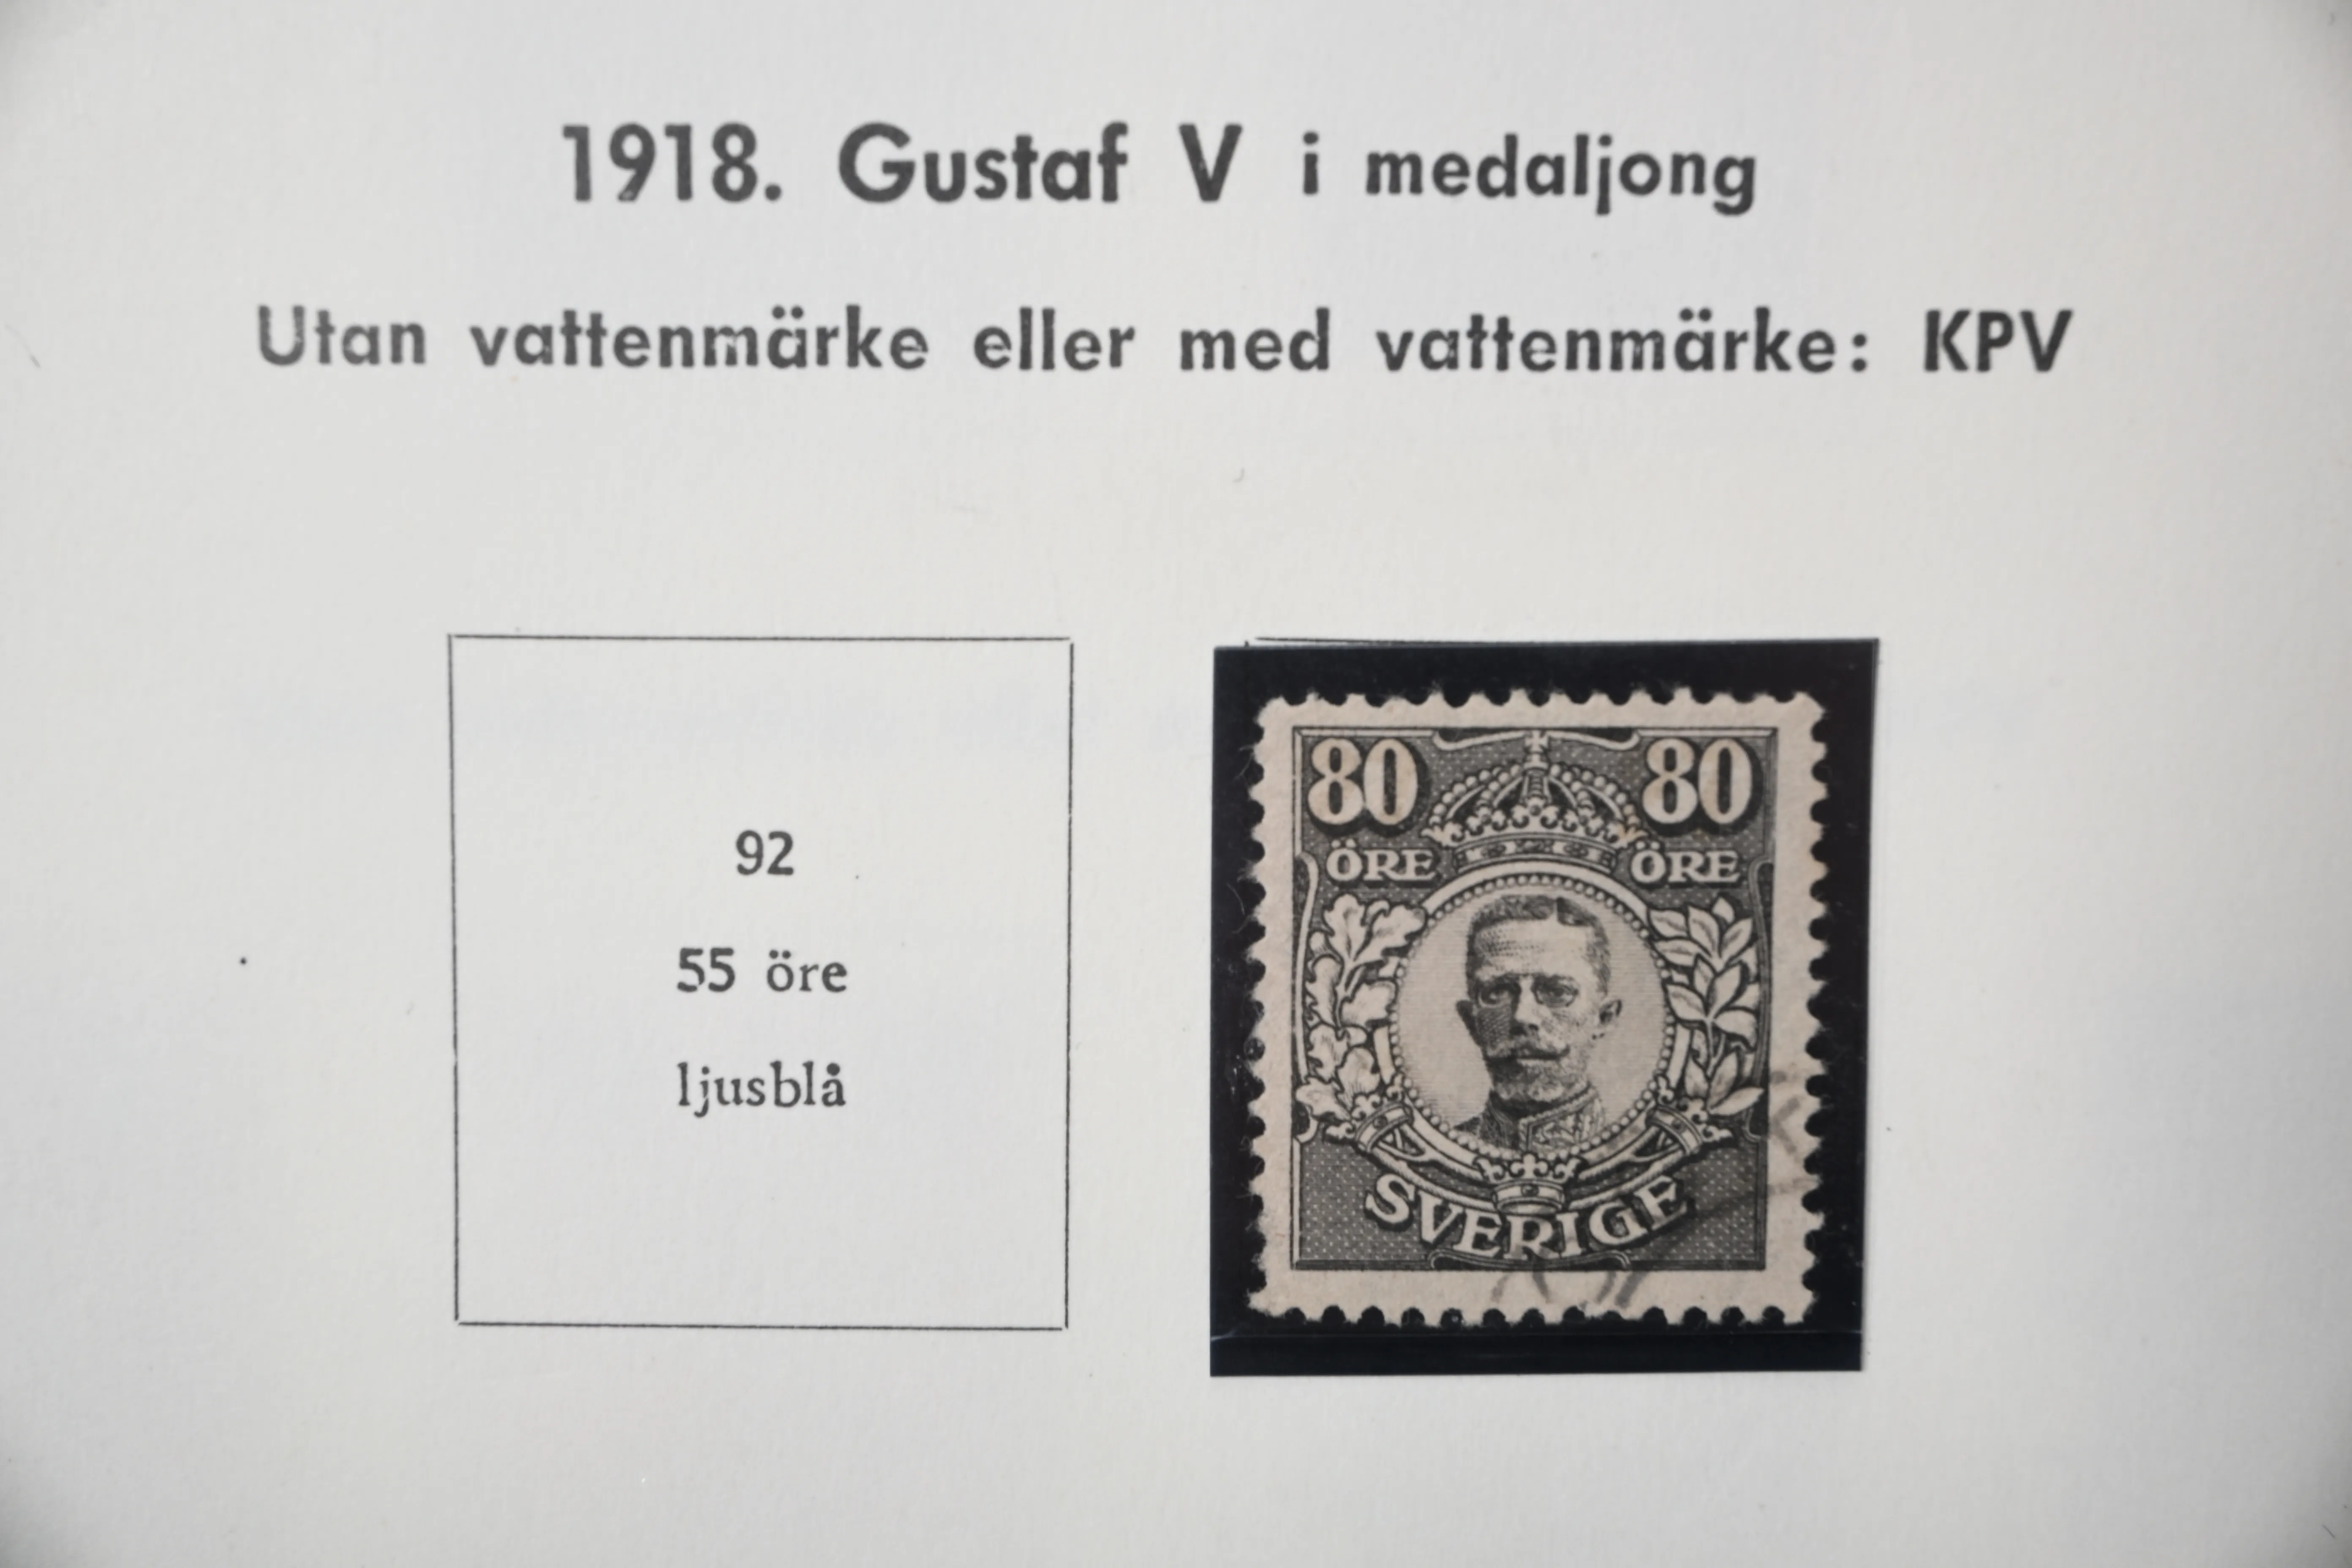 1918. Gustaf V i medaljong
Utan vattenmärke eller med vattenmärke: KPV
92
55 öre
ljusblå
80 80
ÖRE ÖRE
SVERIGE